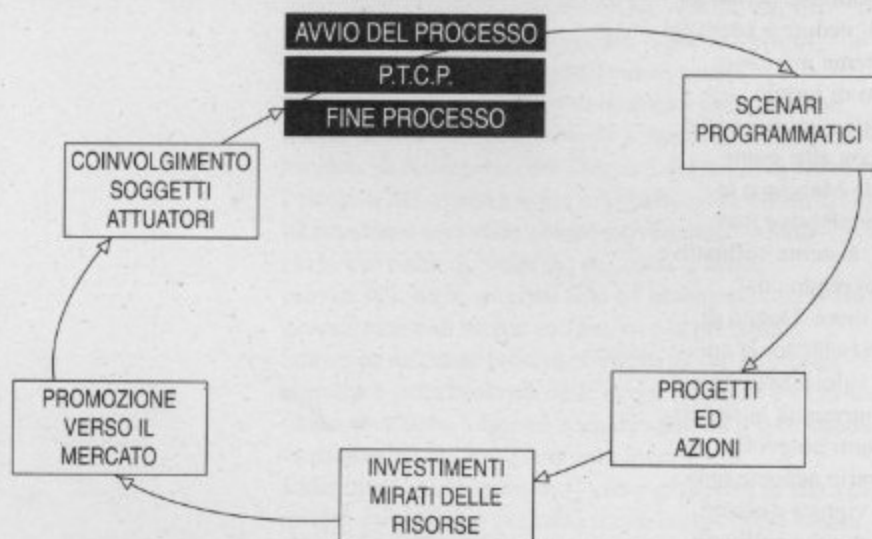 AVVIO DEL PROCESSO
P.T.C.P.
FINE PROCESSO
SCENARI
PROGRAMMATICI
PROGETTI
ED
AZIONI
INVESTIMENTI
MIRATI DELLE
RISORSE
PROMOZIONE
VERSO IL
MERCATO
COINVOLGIMENTO
SOGGETTI
ATTUATORI